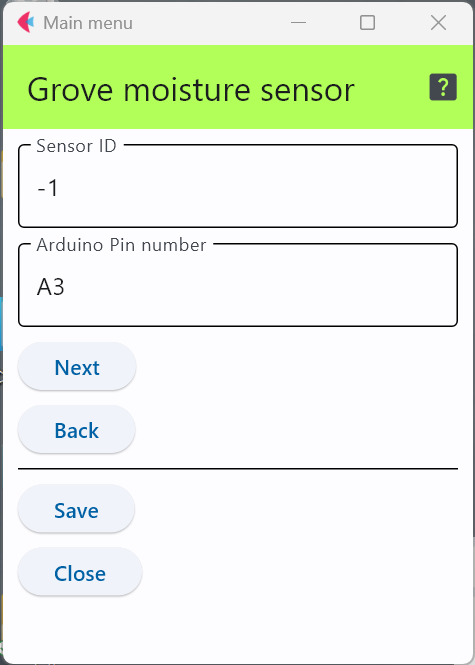 Main menu
Grove moisture sensor
?
Sensor ID
-1
Arduino Pin number
A3
Next
Back
Save
Close